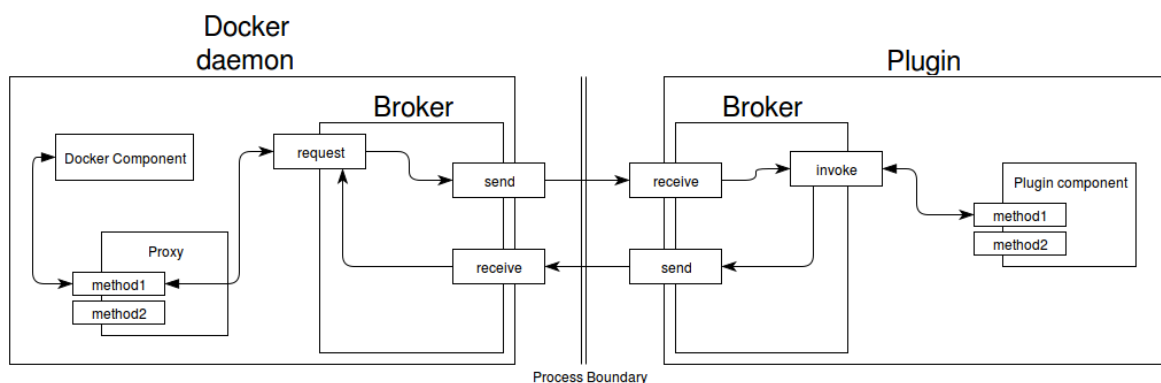 Docker
daemon
Plugin
Broker
Broker
request
Docker Component
send
receive
invoke
Plugin component
method1
method2
Proxy
method1
method2
receive
send
Process Boundary